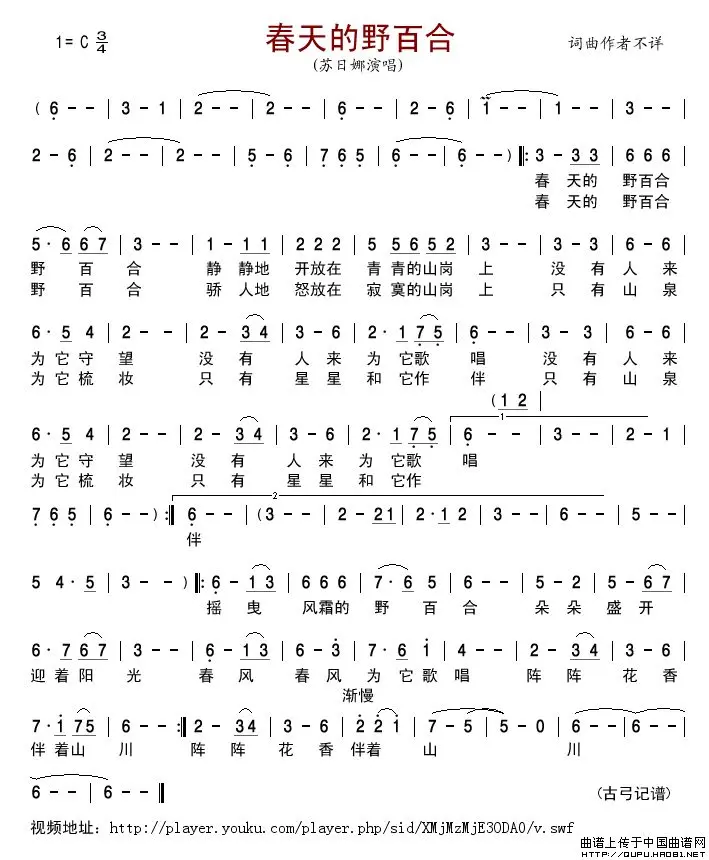 春天的野百合
1= C 3/4
(苏日娜演唱)
词曲作者不详
( 6 - - | 3 - 1 | 2 - - | 2 - - | 6 - - | 2 - 6 | 1 - - | 1 - - | 3 - - |
2 - 6 | 2 - - | 2 - - | 5 - 6 | 7 6 5 | 6 - - | 6 - - ) ‖: 3 - 3 3 | 6 6 6 |
春 天的 野百合
春 天的 野百合
5 · 6 6 7 | 3 - - | 1 - 1 1 | 2 2 2 | 5 5 6 5 2 | 3 - - | 3 - 3 | 6 - 6 |
野 百 合 静 静地 开放在 青 青的山岗 上 没 有 人 来
野 百 合 骄 人地 怒放在 寂 寞的山岗 上 只 有 山 泉
6 · 5 4 | 2 - - | 2 - 3 4 | 3 - 6 | 2 · 1 7 5 | 6 - - | 3 - 3 | 6 - 6 |
为它守 望 没 有 人 来 为 它歌 唱 没 有 人 来
为它梳 妆 只 有 星 星 和 它作 伴 只 有 山 泉
( 1 2 |
1
6 · 5 4 | 2 - - | 2 - 3 4 | 3 - 6 | 2 · 1 7 5 | 6 - - | 3 - - | 2 - 1 |
为它守 望 没 有 人 来 为 它歌 唱
为它梳 妆 只 有 星 星 和 它作
2
7 6 5 | 6 - - ) :‖ 6 - - | (3 - - | 2 - 2 1 | 2 · 1 2 | 3 - - | 6 - - | 5 - - |
伴
5 4 · 5 | 3 - - ) ‖: 6 - 1 3 | 6 6 6 | 7 · 6 5 | 6 - - | 5 - 2 | 5 - 6 7 |
摇 曳 风霜的 野 百 合 朵 朵 盛 开
6 · 7 6 7 | 3 - - | 6 - 1 3 | 6 - 3 | 7 · 6 1 | 4 - - | 2 - 3 4 | 3 - 6 |
迎 着 阳 光 春 风 春 风 为 它歌 唱 阵 阵 花 香
渐慢
7 · 1 7 5 | 6 - - :‖ 2 - 3 4 | 3 - 6 | 2 2 1 | 7 - 5 | 5 - 0 | 6 - - | 6 - - |
伴 着山 川 阵 阵 花 香 伴着 山 川
6 - - | 6 - - ‖
(古弓记谱)
视频地址：http://player.youku.com/player.php/sid/XMjMzMjE3ODA0/v.swf
曲谱上传于中国曲谱网
HTTP://QUPU.HAO81.NET